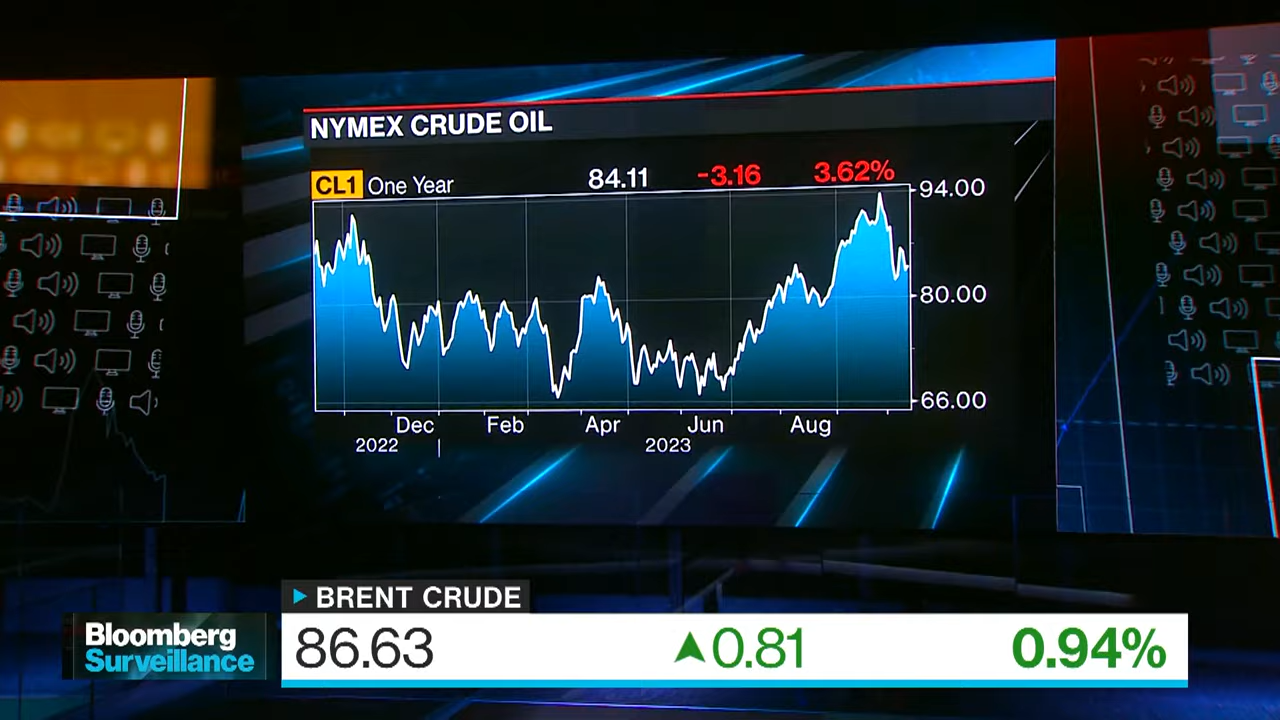 NYMEX CRUDE OIL
CL1 One Year 84.11 -3.16 3.62%
94.00
80.00
66.00
Dec Feb Apr Jun Aug
2022 2023
BRENT CRUDE
Bloomberg
Surveillance
86.63 ▲0.81 0.94%